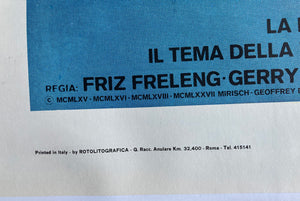 LA
IL TEMA DELLA
REGIA: FRIZ FRELENG·GERRY
© MCMLXV - MCMLXVI - MCMLXVIII - MCMLXXVII MIRISCH - GEOFFREY
Printed in Italy - by ROTOLITOGRAFICA - G. Racc. Anulare Km. 32,400 - Roma - Tel. 415141